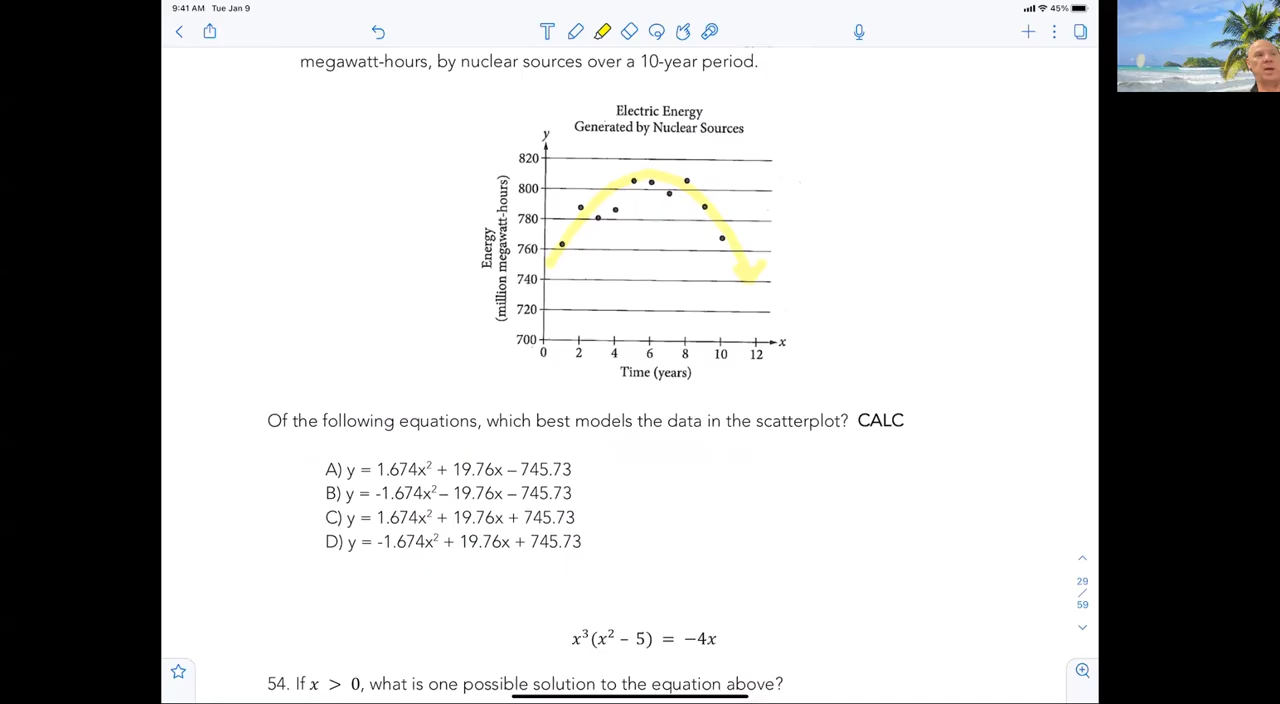 9:41 AM Tue Jan 9
45%
megawatt-hours, by nuclear sources over a 10-year period.
Electric Energy
Generated by Nuclear Sources
y
820
800
780
760
740
720
700
Energy
(million megawatt-hours)
0 2 4 6 8 10 12 x
Time (years)
Of the following equations, which best models the data in the scatterplot? CALC
A) y = 1.674x² + 19.76x – 745.73
B) y = -1.674x² – 19.76x – 745.73
C) y = 1.674x² + 19.76x + 745.73
D) y = -1.674x² + 19.76x + 745.73
29
/
59
x³(x² − 5) = −4x
54. If x > 0, what is one possible solution to the equation above?